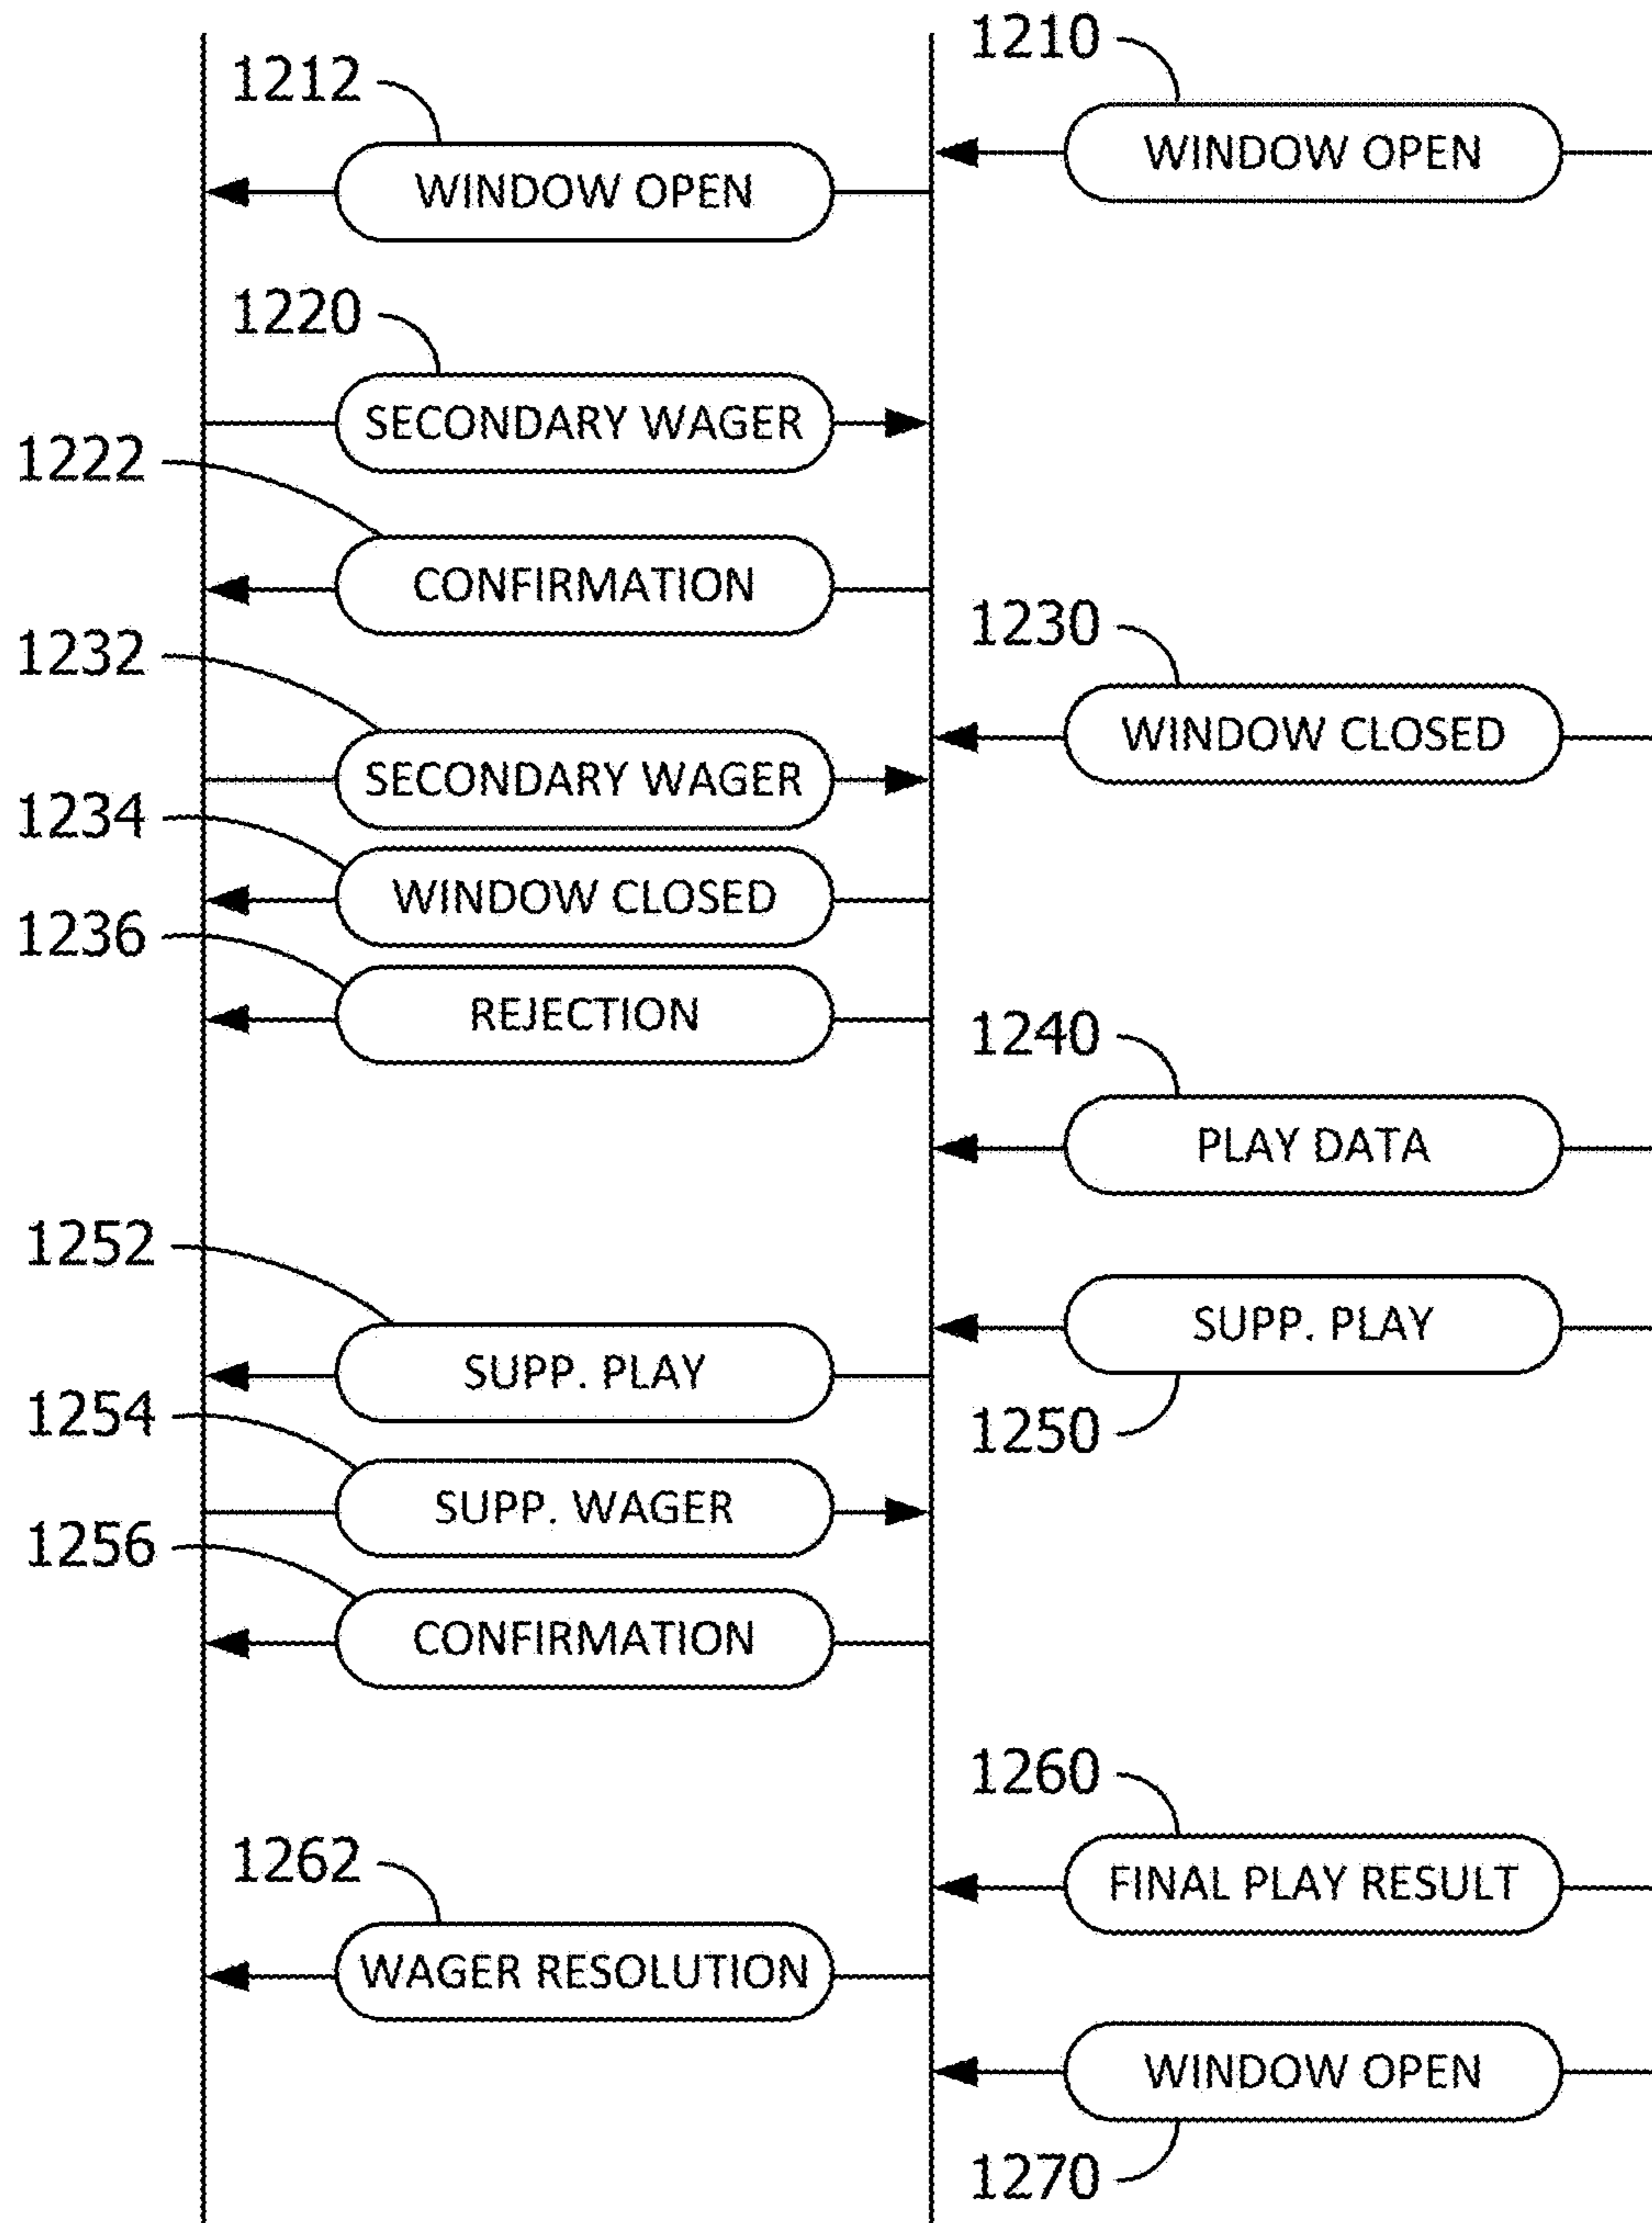 1210
WINDOW OPEN
1212
WINDOW OPEN
1220
SECONDARY WAGER
1222
CONFIRMATION
1230
WINDOW CLOSED
1232
SECONDARY WAGER
1234
WINDOW CLOSED
1236
REJECTION
1240
PLAY DATA
1250
SUPP. PLAY
1252
SUPP. PLAY
1254
SUPP. WAGER
1256
CONFIRMATION
1260
FINAL PLAY RESULT
1262
WAGER RESOLUTION
WINDOW OPEN
1270